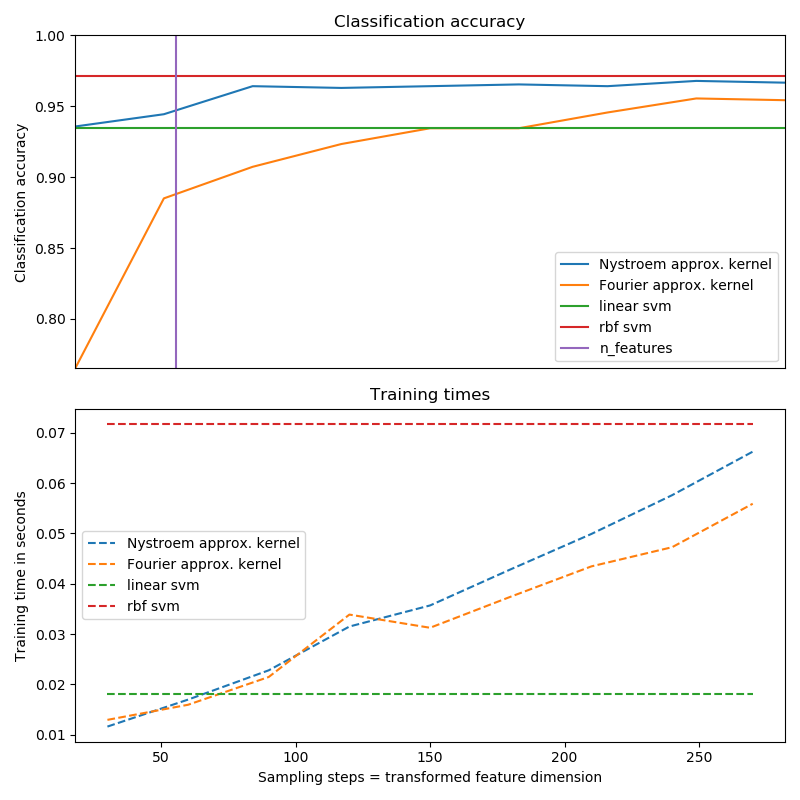 Classification accuracy
1.00
0.95
0.90
0.85
0.80
Classification accuracy
Nystroem approx. kernel
Fourier approx. kernel
linear svm
rbf svm
n_features
Training times
0.07
0.06
0.05
0.04
0.03
0.02
0.01
Training time in seconds
Nystroem approx. kernel
Fourier approx. kernel
linear svm
rbf svm
50
100
150
200
250
Sampling steps = transformed feature dimension